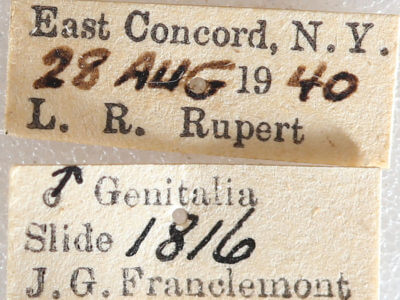 East Concord, N. Y.
28 AUG 1940
L. R. Rupert
♂ Genitalia
Slide 1816
J. G. Franclemont